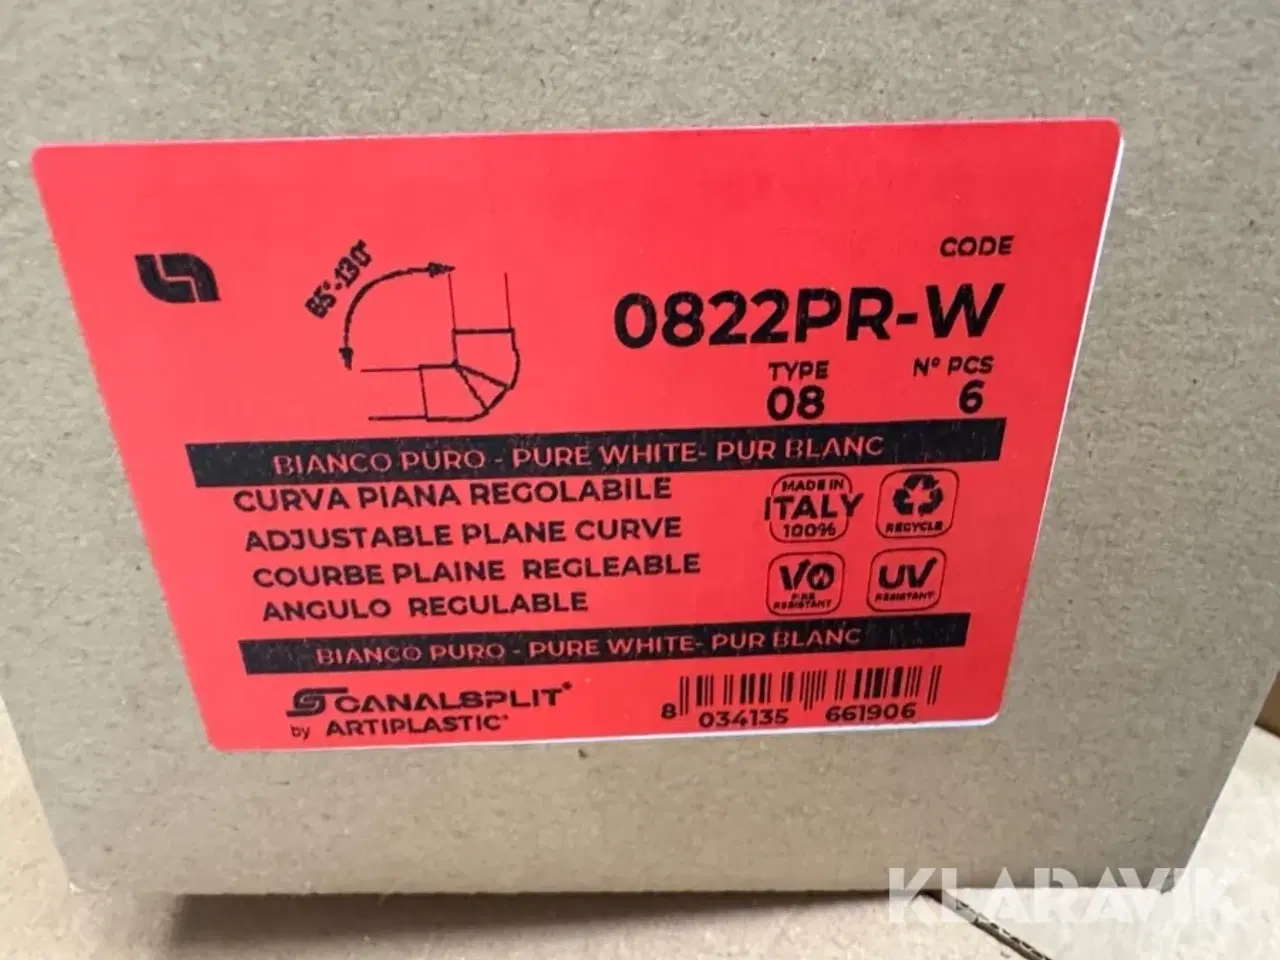 85°-130°
CODE
0822PR-W
TYPE
08
N° PCS
6
BIANCO PURO - PURE WHITE- PUR BLANC
CURVA PIANA REGOLABILE
ADJUSTABLE PLANE CURVE
COURBE PLAINE REGLEABLE
ANGULO REGULABLE
MADE IN
ITALY
100%
RECYCLE
V0
FIRE
RESISTANT
UV
RESISTANT
BIANCO PURO - PURE WHITE- PUR BLANC
CANALSPLIT®
by ARTIPLASTIC®
8 034135 661906
KLARAVIK